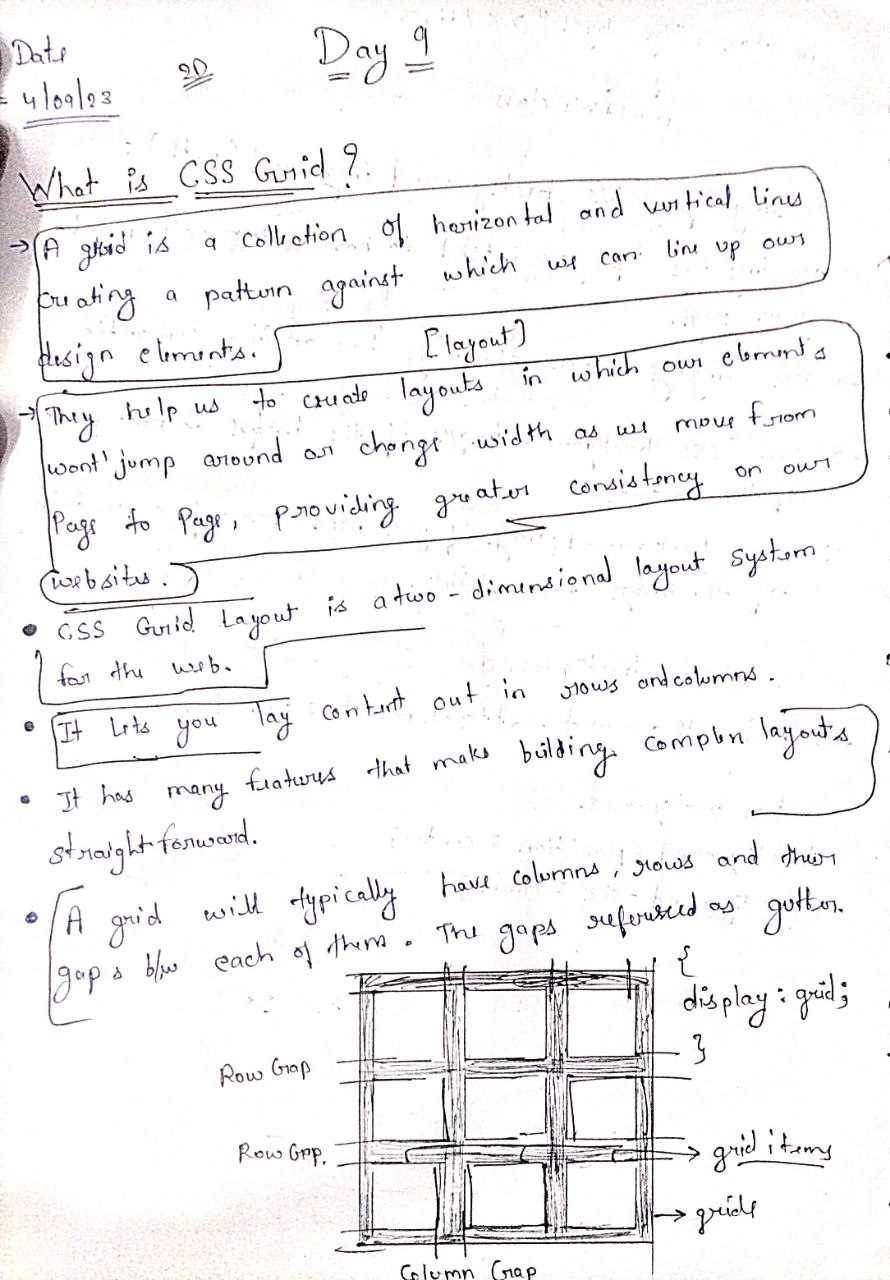 Date
4/09/23
2D
Day 9
What is CSS Grid?
→ A grid is a collection of horizontal and vertical lines
creating a pattern against which we can line up our
design elements.
[layout]
→ They help us to create layouts in which our element's
wont' jump around or change width as we move from
Page to Page, providing greater consistency on our
websites.
• CSS Grid Layout is a two-dimensional layout system
for the web.
• It lets you lay content out in rows and columns.
• It has many features that make building complex layouts
straight forward.
• A grid will typically have columns, rows and then
gaps b/w each of them. The gaps referured as gutter.
{
display: grid;
}
Row Gap
Row Gap.
→ grid items
→ grids
Column Gap